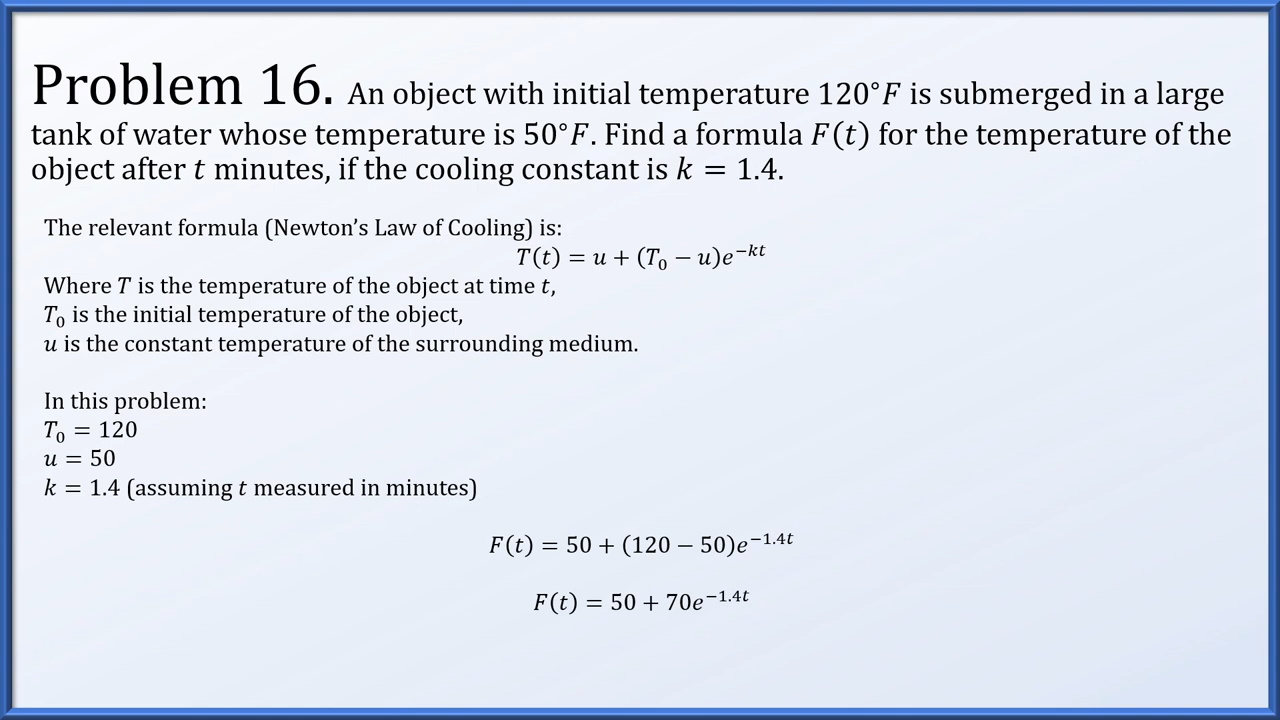 Problem 16. An object with initial temperature 120°F is submerged in a large
tank of water whose temperature is 50°F. Find a formula F(t) for the temperature of the
object after t minutes, if the cooling constant is k = 1.4.
The relevant formula (Newton’s Law of Cooling) is:
T(t) = u + (T₀ − u)e^{−kt}
Where T is the temperature of the object at time t,
T₀ is the initial temperature of the object,
u is the constant temperature of the surrounding medium.
In this problem:
T₀ = 120
u = 50
k = 1.4 (assuming t measured in minutes)
F(t) = 50 + (120 − 50)e^{−1.4t}
F(t) = 50 + 70e^{−1.4t}